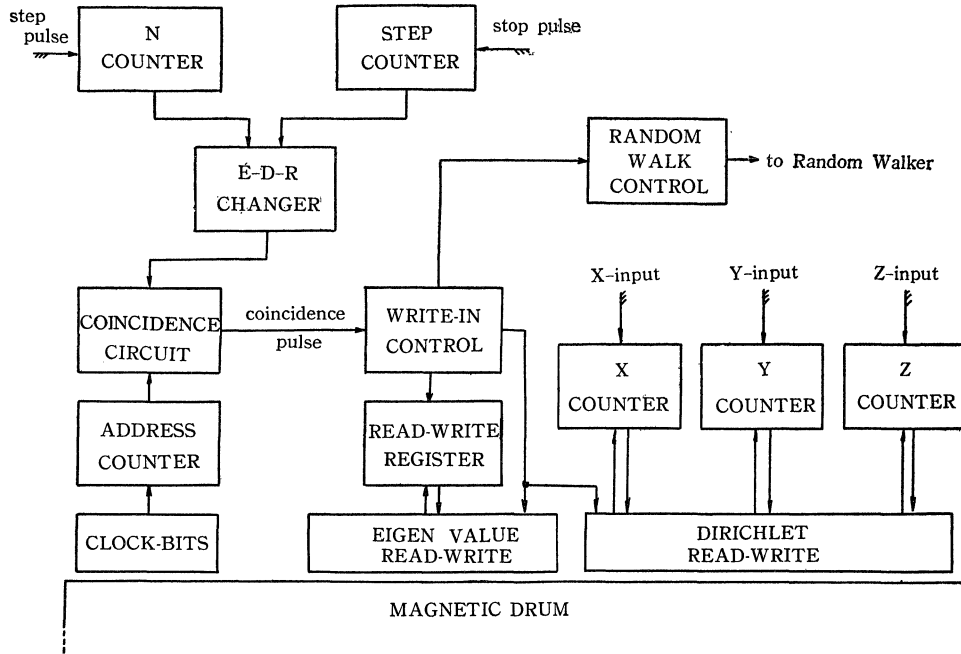 step
pulse
N
COUNTER
STEP
COUNTER
stop pulse
É-D-R
CHANGER
RANDOM
WALK
CONTROL
to Random Walker
X-input
Y-input
Z-input
COINCIDENCE
CIRCUIT
coincidence
pulse
WRITE-IN
CONTROL
X
COUNTER
Y
COUNTER
Z
COUNTER
ADDRESS
COUNTER
READ-WRITE
REGISTER
CLOCK-BITS
EIGEN VALUE
READ-WRITE
DIRICHLET
READ-WRITE
MAGNETIC DRUM